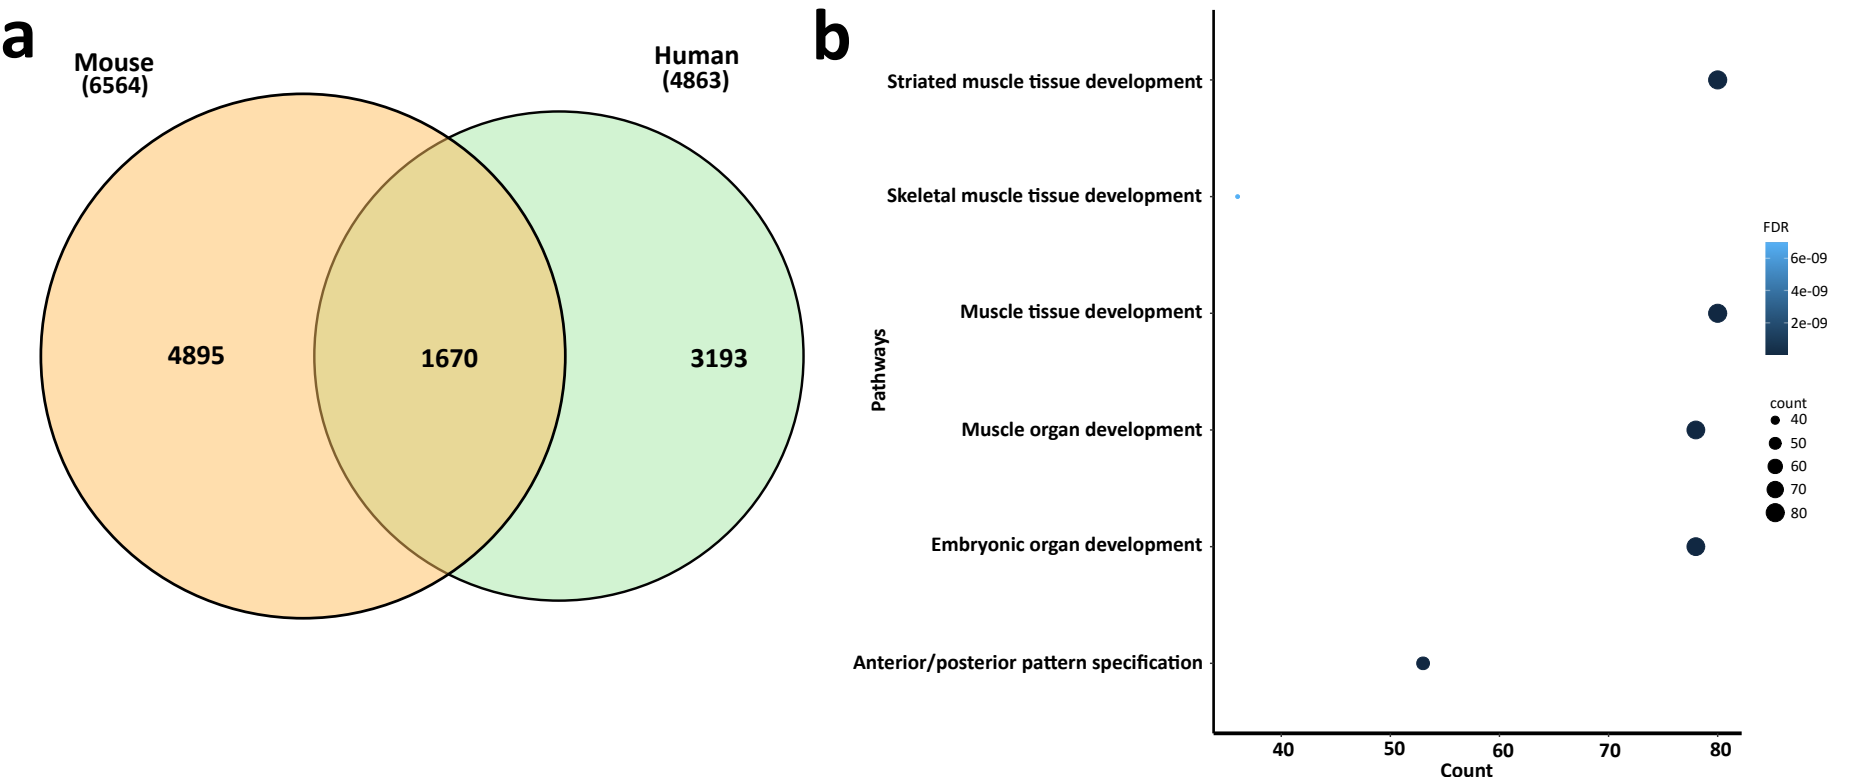 a
Mouse
(6564)
Human
(4863)
4895
1670
3193
b
Striated muscle tissue development
Skeletal muscle tissue development
Muscle tissue development
Muscle organ development
Embryonic organ development
Anterior/posterior pattern specification
Pathways
40 50 60 70 80
Count
FDR
6e-09
4e-09
2e-09
count
40
50
60
70
80